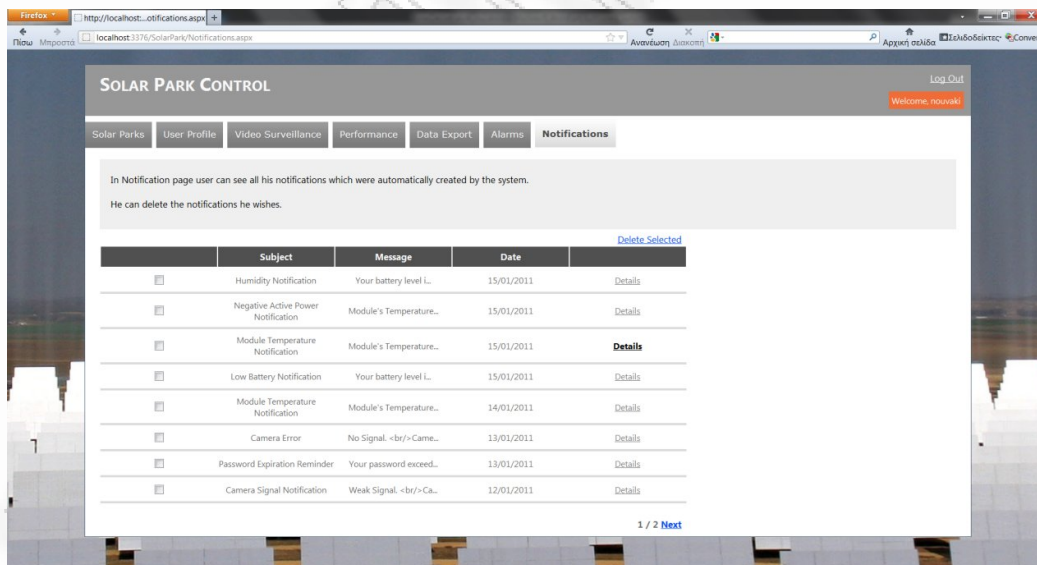 Firefox
http://localhost:...otifications.aspx
Πίσω Μπροστά
localhost:3376/SolarPark/Notifications.aspx
Ανανέωση Διακοπή
Αρχική σελίδα
Σελιδοδείκτες
Conve
SOLAR PARK CONTROL
Log Out
Welcome, nouvaki
Solar Parks User Profile Video Surveillance Performance Data Export Alarms Notifications
In Notification page user can see all his notifications which were automatically created by the system.
He can delete the notifications he wishes.
Delete Selected
Subject Message Date
Humidity Notification Your battery level i... 15/01/2011 Details
Negative Active Power
Notification
Module's Temperature... 15/01/2011 Details
Module Temperature
Notification
Module's Temperature... 15/01/2011 Details
Low Battery Notification Your battery level i... 15/01/2011 Details
Module Temperature
Notification
Module's Temperature... 14/01/2011 Details
Camera Error No Signal. <br/>Came... 13/01/2011 Details
Password Expiration Reminder Your password exceed... 13/01/2011 Details
Camera Signal Notification Weak Signal. <br/>Ca... 12/01/2011 Details
1 / 2 Next